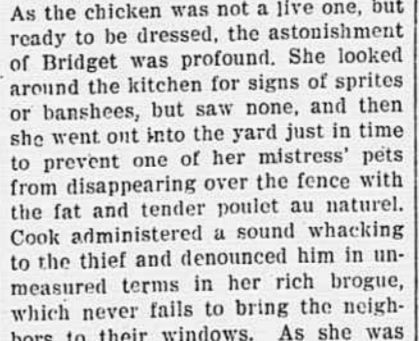 As the chicken was not a live one, but
ready to be dressed, the astonishment
of Bridget was profound. She looked
around the kitchen for signs of sprites
or banshees, but saw none, and then
she went out into the yard just in time
to prevent one of her mistress' pets
from disappearing over the fence with
the fat and tender poulet au naturel.
Cook administered a sound whacking
to the thief and denounced him in un-
measured terms in her rich brogue,
which never fails to bring the neigh-
bors to their windows. As she was